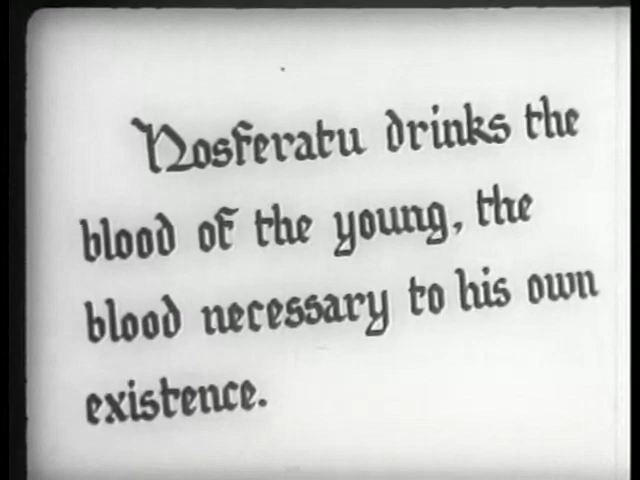 Nosferatu drinks the
blood of the young, the
blood necessary to his own
existence.